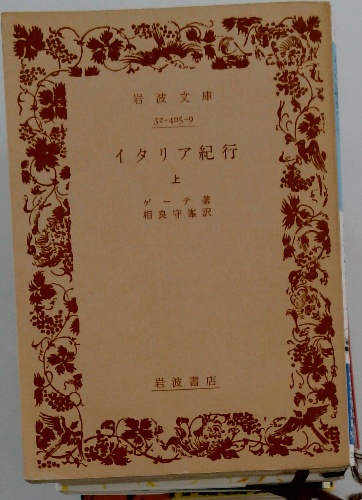 岩波文庫
32-405-9
イタリア紀行
上
ゲーテ著
相良守峯訳
岩波書店